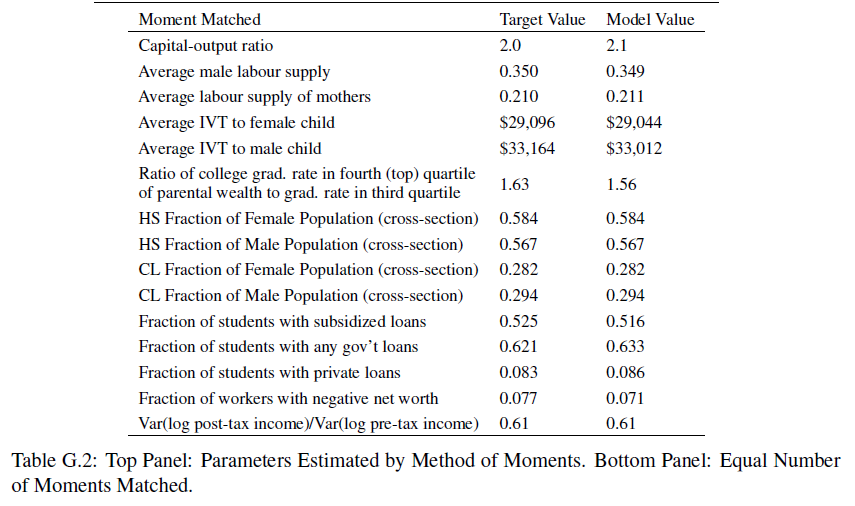 Moment Matched Target Value Model Value
Capital-output ratio 2.0 2.1
Average male labour supply 0.350 0.349
Average labour supply of mothers 0.210 0.211
Average IVT to female child $29,096 $29,044
Average IVT to male child $33,164 $33,012
Ratio of college grad. rate in fourth (top) quartile
of parental wealth to grad. rate in third quartile 1.63 1.56
HS Fraction of Female Population (cross-section) 0.584 0.584
HS Fraction of Male Population (cross-section) 0.567 0.567
CL Fraction of Female Population (cross-section) 0.282 0.282
CL Fraction of Male Population (cross-section) 0.294 0.294
Fraction of students with subsidized loans 0.525 0.516
Fraction of students with any gov't loans 0.621 0.633
Fraction of students with private loans 0.083 0.086
Fraction of workers with negative net worth 0.077 0.071
Var(log post-tax income)/Var(log pre-tax income) 0.61 0.61
Table G.2: Top Panel: Parameters Estimated by Method of Moments. Bottom Panel: Equal Number
of Moments Matched.